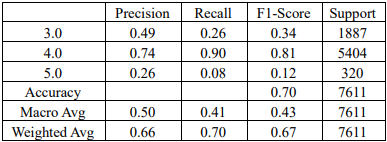 Precision Recall F1-Score Support
3.0 0.49 0.26 0.34 1887
4.0 0.74 0.90 0.81 5404
5.0 0.26 0.08 0.12 320
Accuracy 0.70 7611
Macro Avg 0.50 0.41 0.43 7611
Weighted Avg 0.66 0.70 0.67 7611